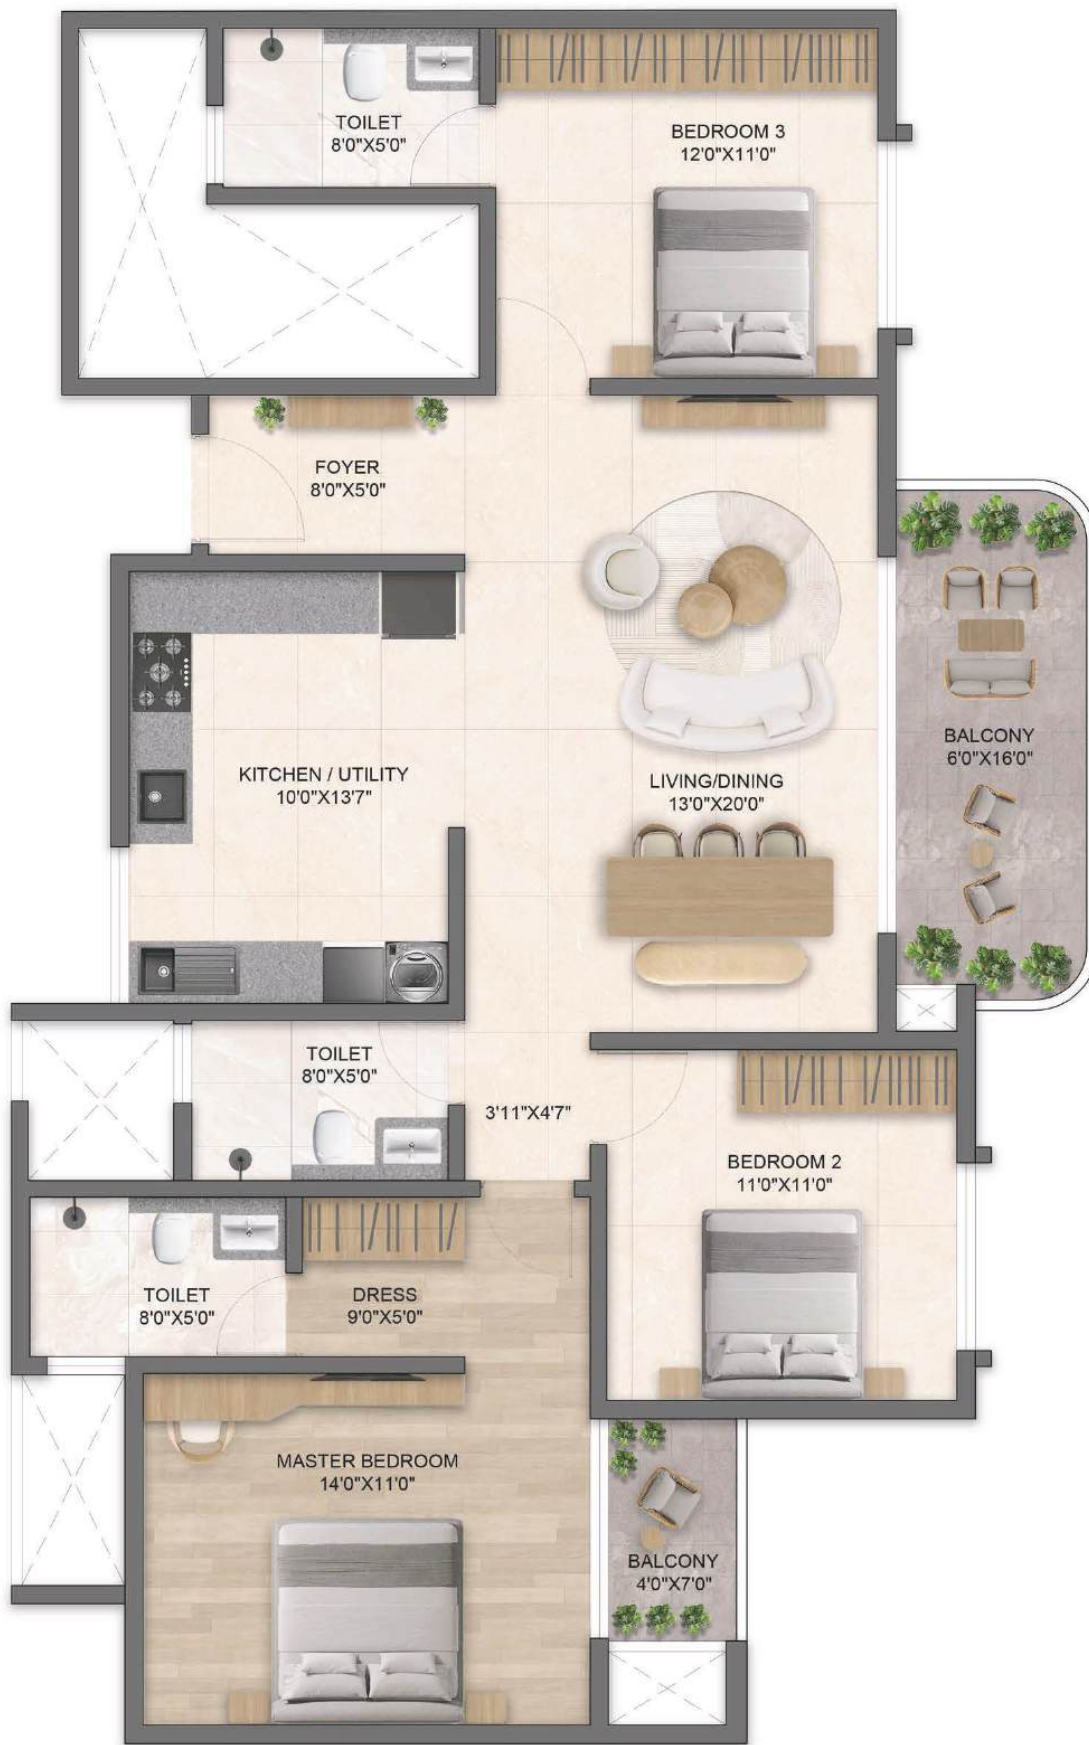 TOILET
8'0"X5'0"
BEDROOM 3
12'0"X11'0"
FOYER
8'0"X5'0"
BALCONY
6'0"X16'0"
KITCHEN / UTILITY
10'0"X13'7"
LIVING/DINING
13'0"X20'0"
TOILET
8'0"X5'0"
3'11"X4'7"
BEDROOM 2
11'0"X11'0"
TOILET
8'0"X5'0"
DRESS
9'0"X5'0"
MASTER BEDROOM
14'0"X11'0"
BALCONY
4'0"X7'0"